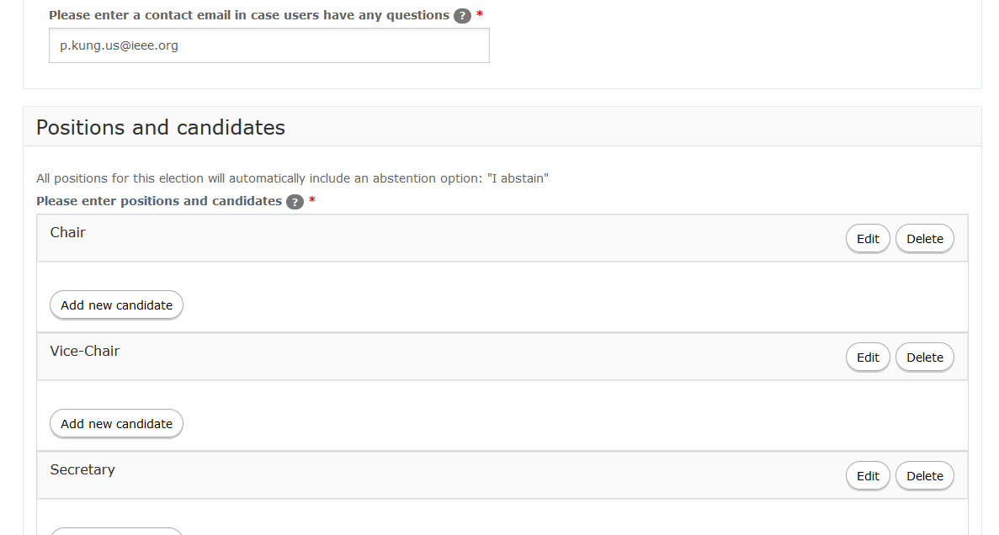 Please enter a contact email in case users have any questions ? *
p.kung.us@ieee.org
Positions and candidates
All positions for this election will automatically include an abstention option: "I abstain"
Please enter positions and candidates ? *
Chair Edit Delete
Add new candidate
Vice-Chair Edit Delete
Add new candidate
Secretary Edit Delete